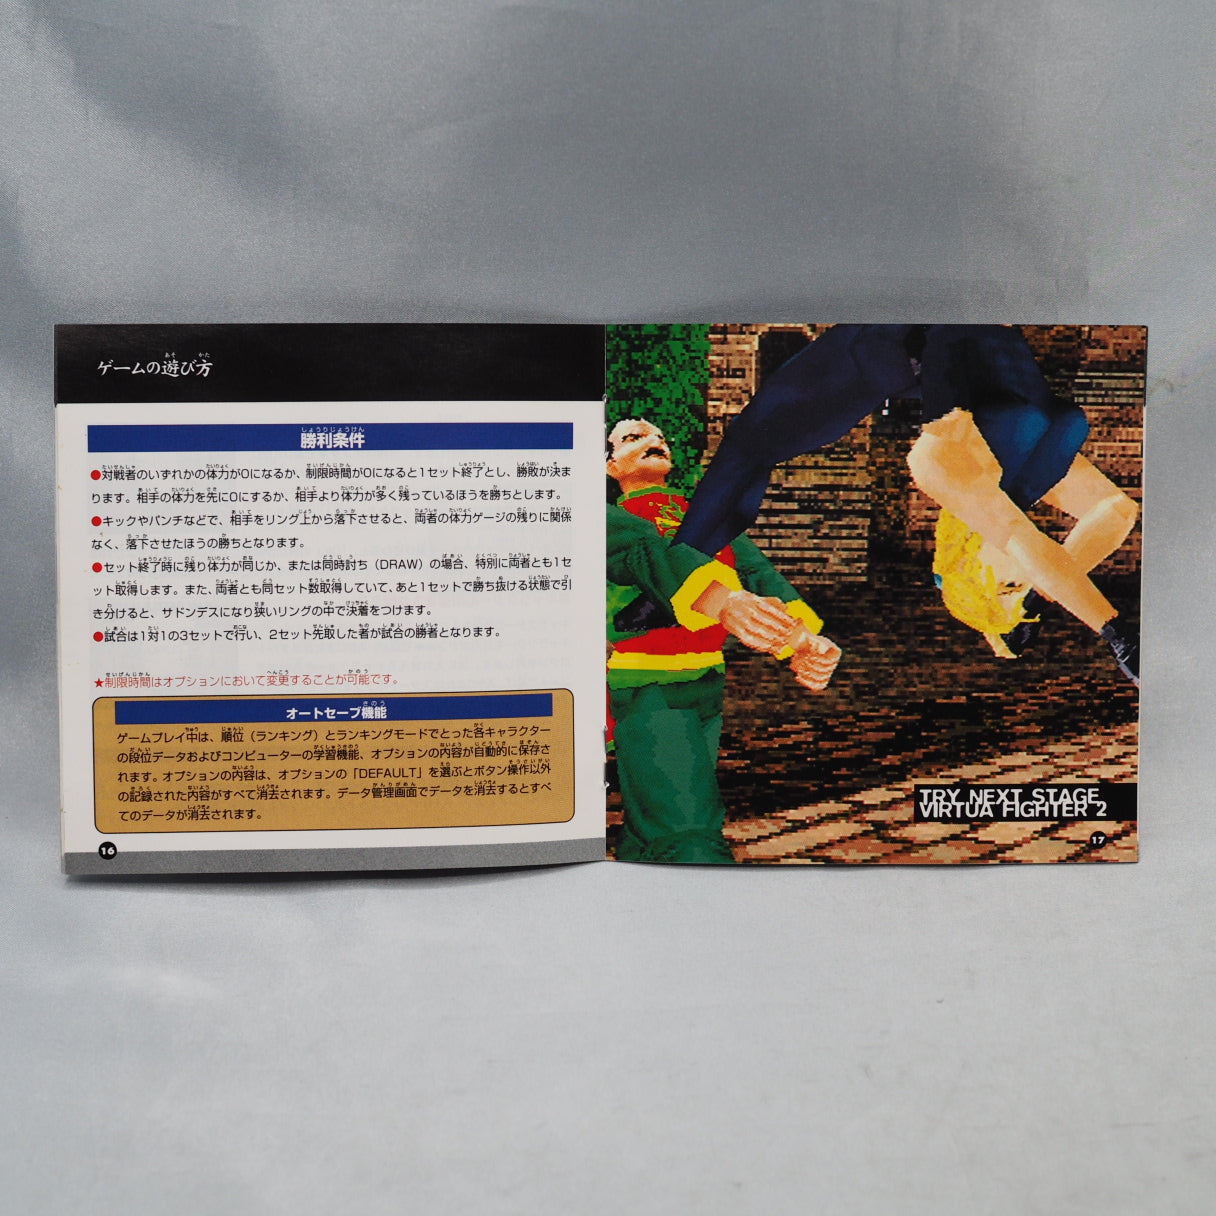 ゲームの遊び方
勝利条件
●対戦者のいずれかの体力が0になるか、制限時間が0になると1セット終了とし、勝敗が決ま
ります。相手の体力を先に0にするか、相手より体力が多く残っているほうを勝ちとします。
●キックやパンチなどで、相手をリング上から落下させると、両者の体力ゲージの残りに関係
なく、落下させたほうの勝ちとなります。
●セット終了時に残り体力が同じか、または同時討ち（DRAW）の場合、特別に両者とも1セ
ット取得します。また、両者とも同セット数取得していて、あと1セットで勝ち抜ける状態で引
き分けると、サドンデスになり狭いリングの中で決着をつけます。
●試合は1対1の3セットで行い、2セット先取した者が試合の勝者となります。
★制限時間はオプションにおいて変更することが可能です。
オートセーブ機能
ゲームプレイ中は、順位（ランキング）とランキングモードでとった各キャラクター
の段位データおよびコンピューターの学習機能、オプションの内容が自動的に保存さ
れます。オプションの内容は、オプションの「DEFAULT」を選ぶとボタン操作以外
の記録された内容がすべて消去されます。データ管理画面でデータを消去するとすべ
てのデータが消去されます。
16
TRY NEXT STAGE
VIRTUA FIGHTER 2
17